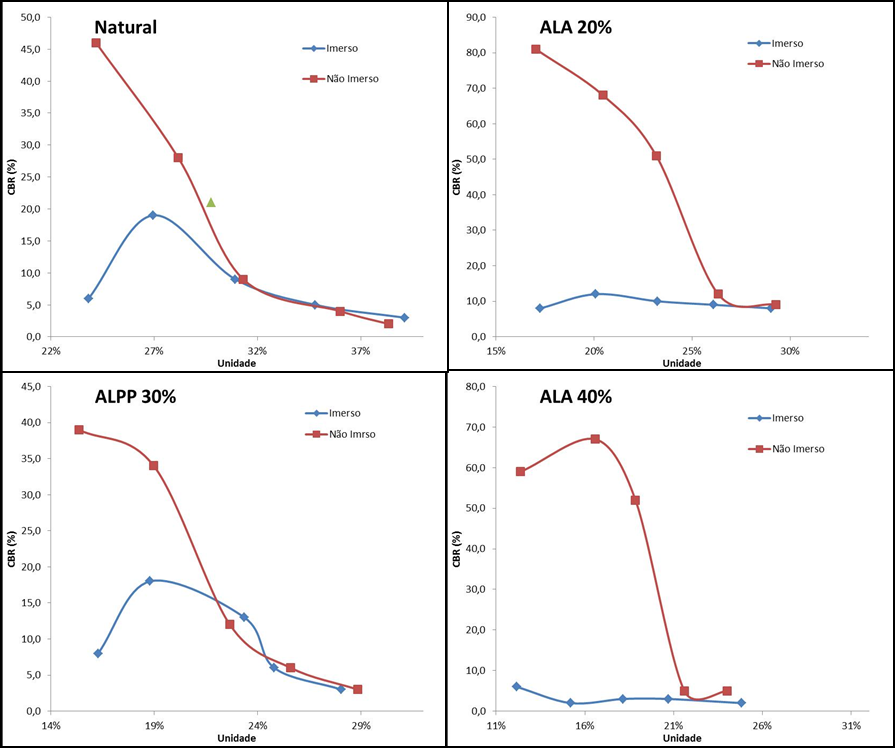 Natural
Imerso
Não Imerso
CBR (%)
50,0
45,0
40,0
35,0
30,0
25,0
20,0
15,0
10,0
5,0
0,0
22%
27%
32%
37%
Unidade
ALA 20%
Imerso
Não Imerso
CBR (%)
90,0
80,0
70,0
60,0
50,0
40,0
30,0
20,0
10,0
0,0
15%
20%
25%
30%
Unidade
ALPP 30%
Imerso
Não Imrso
CBR (%)
45,0
40,0
35,0
30,0
25,0
20,0
15,0
10,0
5,0
0,0
14%
19%
24%
29%
Unidade
ALA 40%
Imerso
Não Imerso
CBR (%)
80,0
70,0
60,0
50,0
40,0
30,0
20,0
10,0
0,0
11%
16%
21%
26%
31%
Unidade